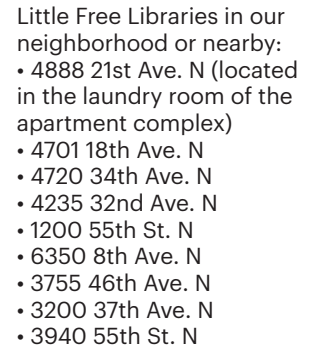 Little Free Libraries in our
neighborhood or nearby:
• 4888 21st Ave. N (located
in the laundry room of the
apartment complex)
• 4701 18th Ave. N
• 4720 34th Ave. N
• 4235 32nd Ave. N
• 1200 55th St. N
• 6350 8th Ave. N
• 3755 46th Ave. N
• 3200 37th Ave. N
• 3940 55th St. N